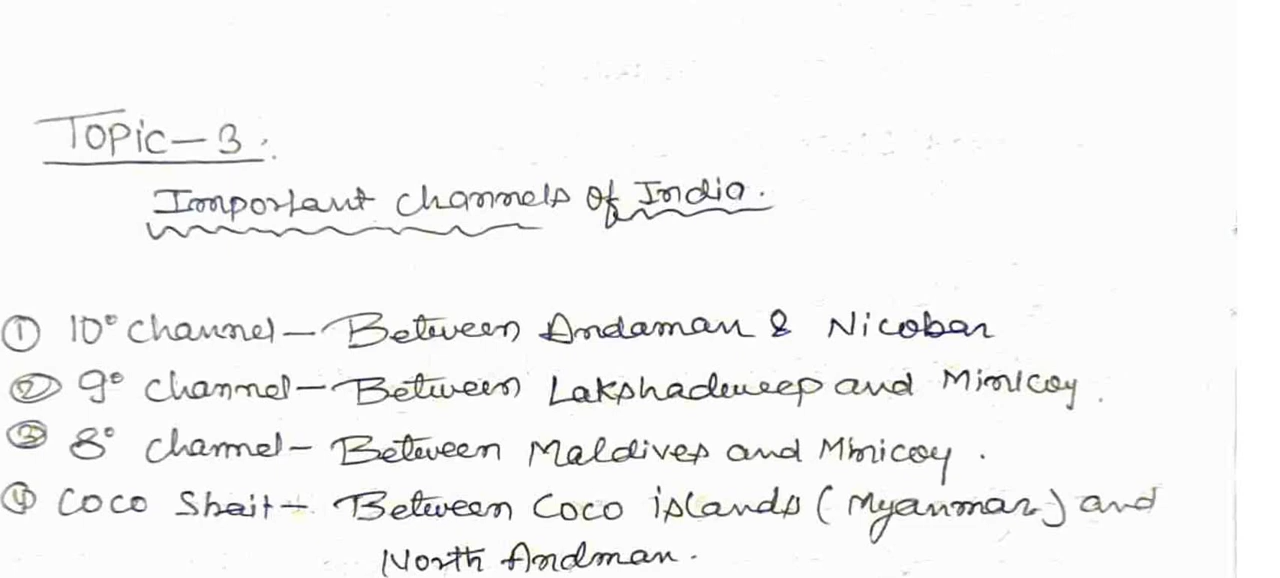 Topic-3.
Important channels of India.
① 10° channel - Between Andaman & Nicobar
② 9° channel - Between Lakshadweep and Minicoy.
③ 8° channel - Between Maldives and Minicoy.
④ Coco Strait - Between Coco islands (Myanmar) and
North Andman.